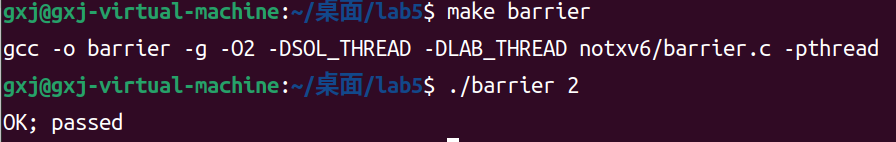 gxj@gxj-virtual-machine:~/桌面/lab5$ make barrier
gcc -o barrier -g -O2 -DSOL_THREAD -DLAB_THREAD notxv6/barrier.c -pthread
gxj@gxj-virtual-machine:~/桌面/lab5$ ./barrier 2
OK; passed